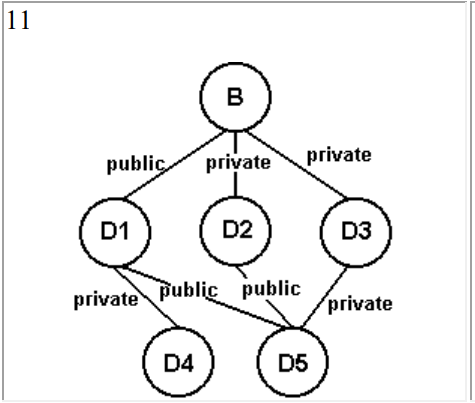 11
B
public private private
D1 D2 D3
private public public private
D4 D5